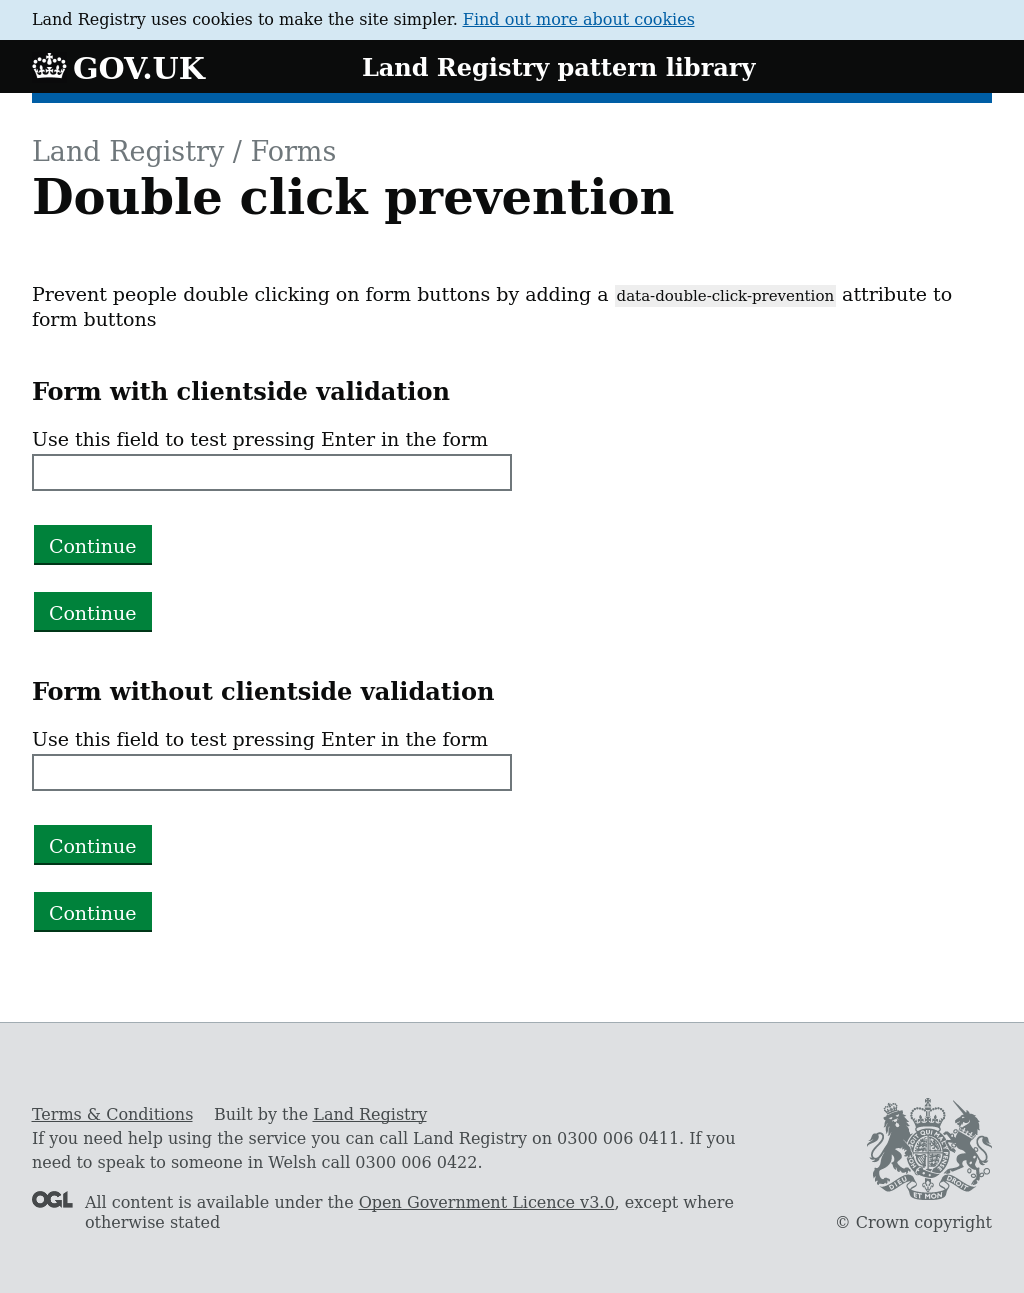 Land Registry uses cookies to make the site simpler. Find out more about cookies
GOV.UK
Land Registry pattern library
Land Registry / Forms
Double click prevention
Prevent people double clicking on form buttons by adding a data-double-click-prevention attribute to
form buttons
Form with clientside validation
Use this field to test pressing Enter in the form
Continue
Continue
Form without clientside validation
Use this field to test pressing Enter in the form
Continue
Continue
Terms & Conditions Built by the Land Registry
If you need help using the service you can call Land Registry on 0300 006 0411. If you
need to speak to someone in Welsh call 0300 006 0422.
OGL
All content is available under the Open Government Licence v3.0, except where
otherwise stated
DIEU ET MON DROIT
© Crown copyright